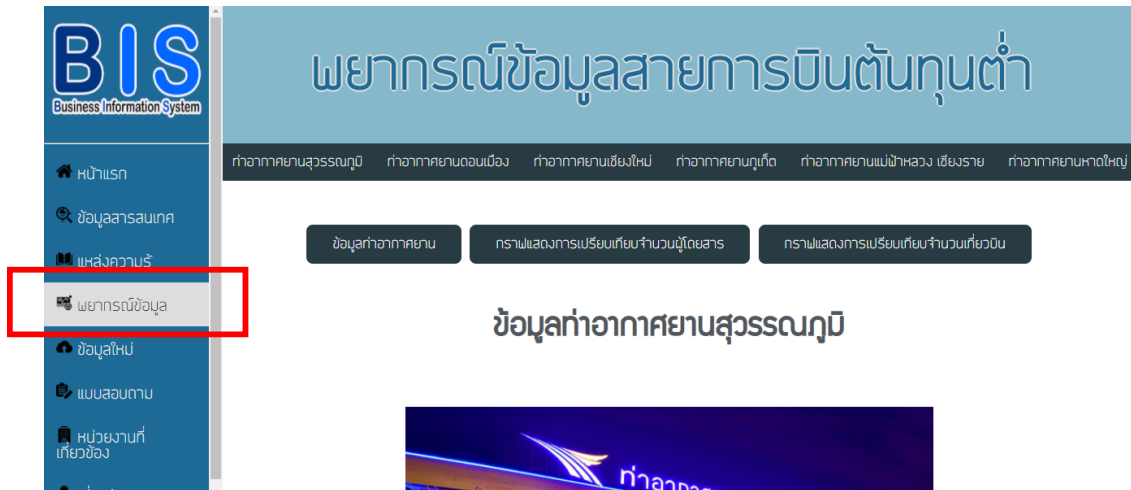 BIS
Business Information System
พยากรณ์ข้อมูลสายการบินต้นทุนต่ำ
ท่าอากาศยานสุวรรณภูมิ ท่าอากาศยานดอนเมือง ท่าอากาศยานเชียงใหม่ ท่าอากาศยานภูเก็ต ท่าอากาศยานแม่ฟ้าหลวง เชียงราย ท่าอากาศยานหาดใหญ่
หน้าแรก
ข้อมูลสารสนเทศ
แหล่งความรู้
พยากรณ์ข้อมูล
ข้อมูลใหม่
แบบสอบถาม
หน่วยงานที่
เกี่ยวข้อง
ข้อมูลท่าอากาศยาน กราฟแสดงการเปรียบเทียบจำนวนผู้โดยสาร กราฟแสดงการเปรียบเทียบจำนวนเที่ยวบิน
ข้อมูลท่าอากาศยานสุวรรณภูมิ